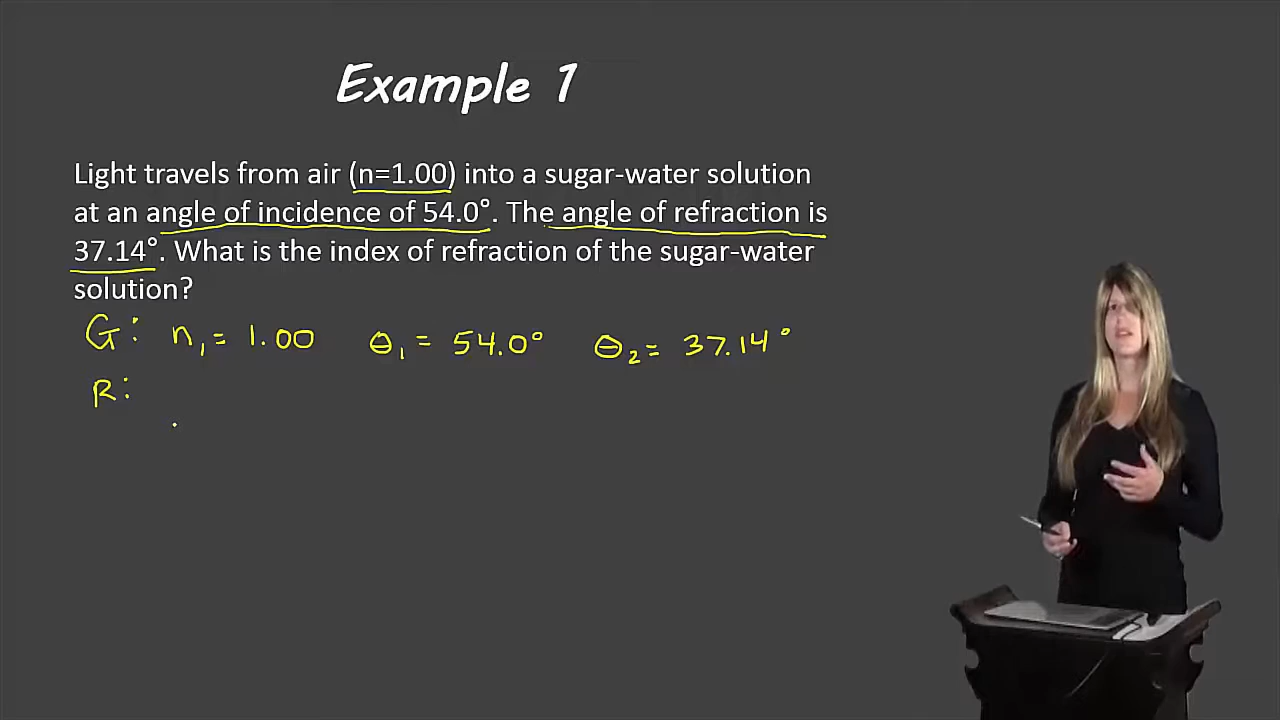 Example 1
Light travels from air (n=1.00) into a sugar-water solution
at an angle of incidence of 54.0°. The angle of refraction is
37.14°. What is the index of refraction of the sugar-water
solution?
G: n₁ = 1.00 θ₁ = 54.0° θ₂ = 37.14°
R: